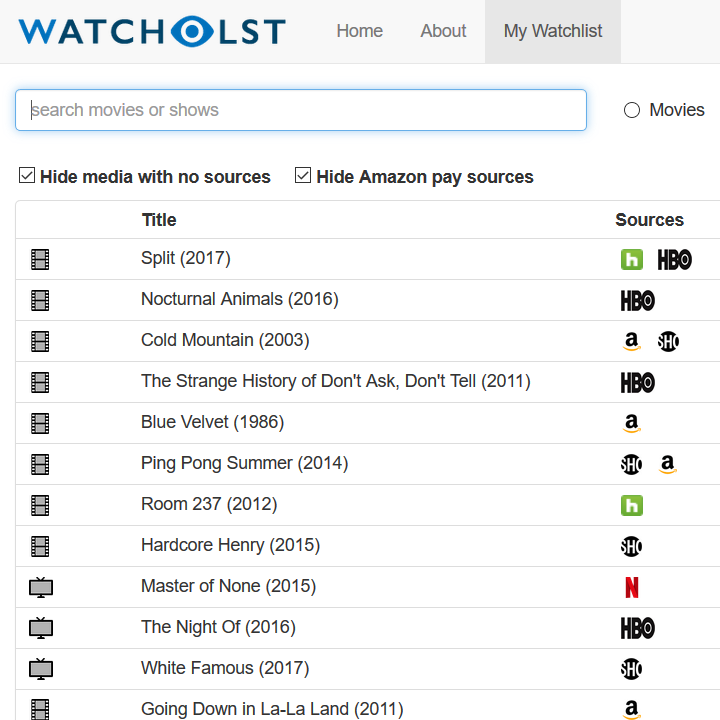 WATCHOLST Home About My Watchlist
search movies or shows Movies
Hide media with no sources Hide Amazon pay sources
Title Sources
Split (2017) h HBO
Nocturnal Animals (2016) HBO
Cold Mountain (2003) a SHO
The Strange History of Don't Ask, Don't Tell (2011) HBO
Blue Velvet (1986) a
Ping Pong Summer (2014) SHO a
Room 237 (2012) h
Hardcore Henry (2015) SHO
Master of None (2015) N
The Night Of (2016) HBO
White Famous (2017) SHO
Going Down in La-La Land (2011) a